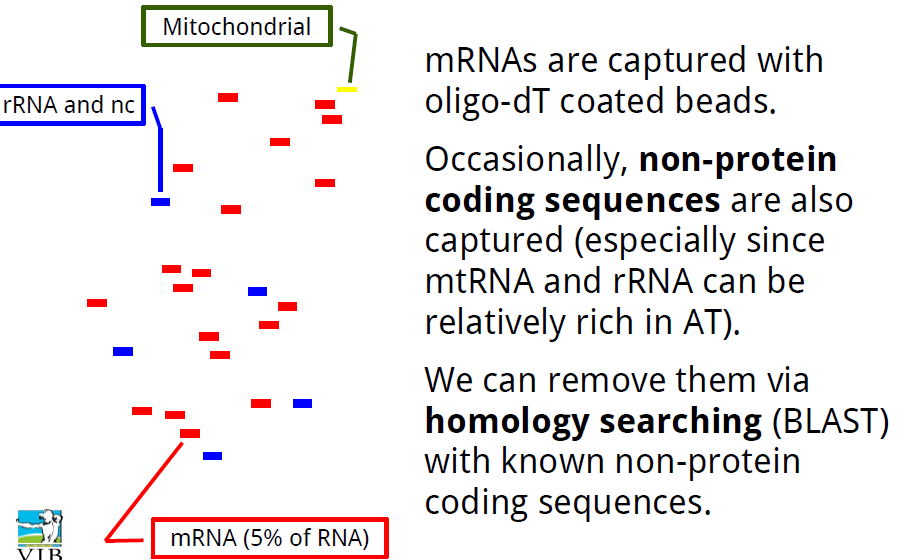 Mitochondrial
rRNA and nc
mRNA (5% of RNA)
VIB
mRNAs are captured with
oligo-dT coated beads.
Occasionally, non-protein
coding sequences are also
captured (especially since
mtRNA and rRNA can be
relatively rich in AT).
We can remove them via
homology searching (BLAST)
with known non-protein
coding sequences.